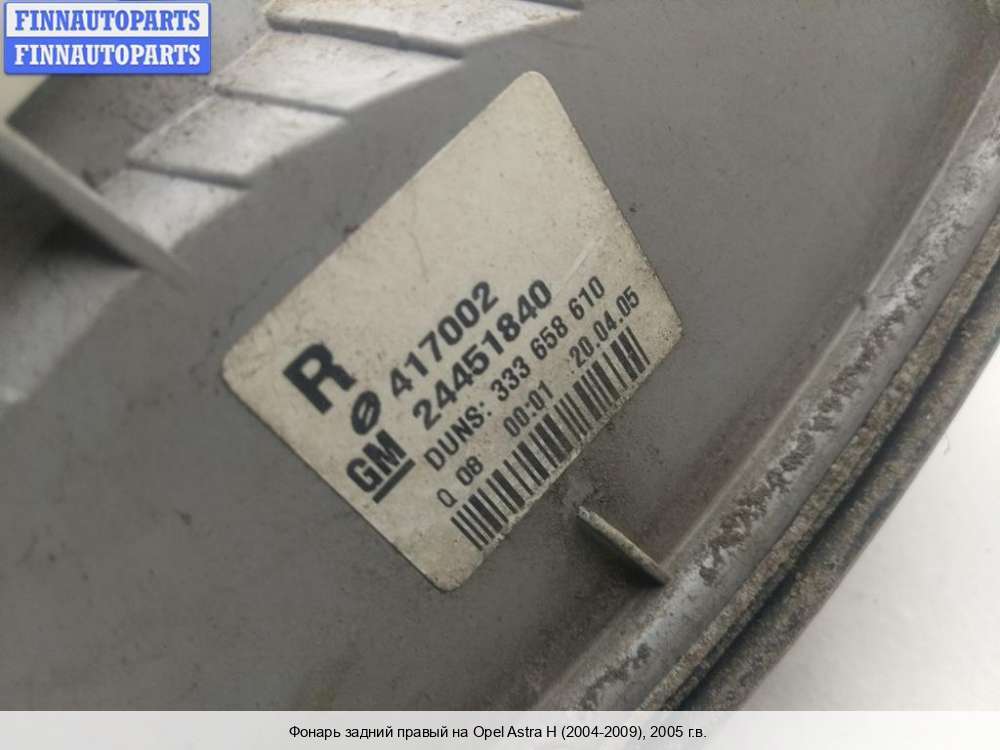 FINNAUTOPARTS
FINNAUTOPARTS
R
417002
GM 24451840
DUNS: 333 658 610
Q 08 00:01 20.04.05
Фонарь задний правый на Opel Astra H (2004-2009), 2005 г.в.